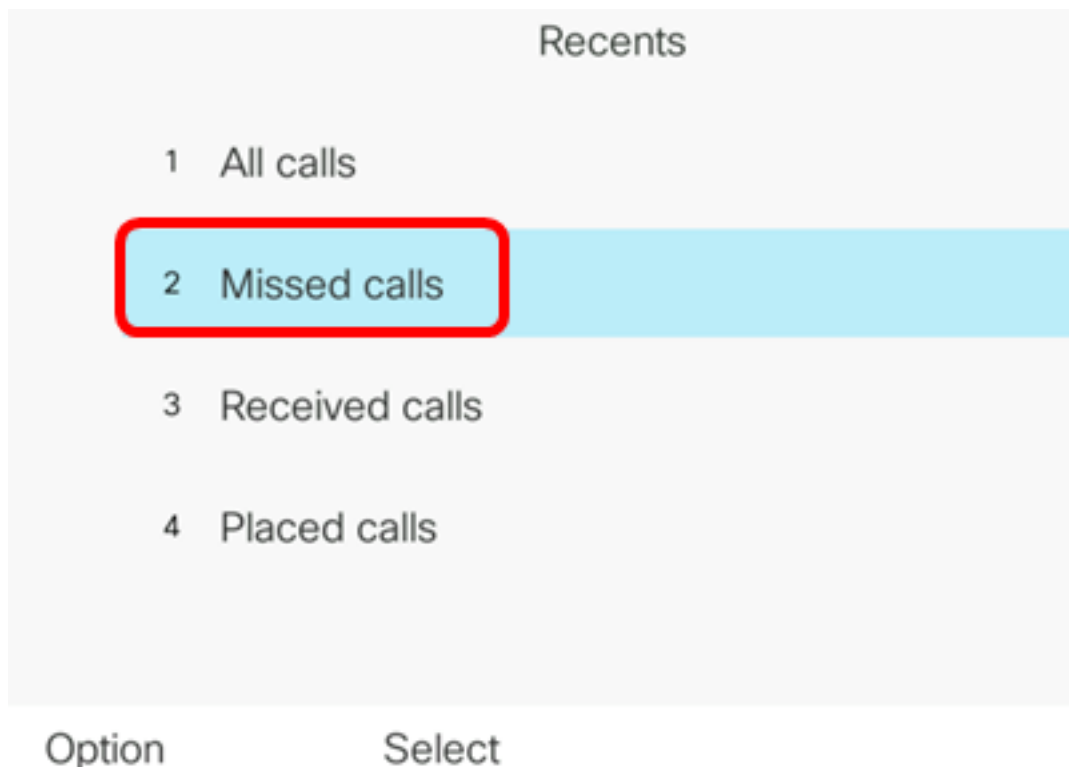 Recents
1 All calls
2 Missed calls
3 Received calls
4 Placed calls
Option Select